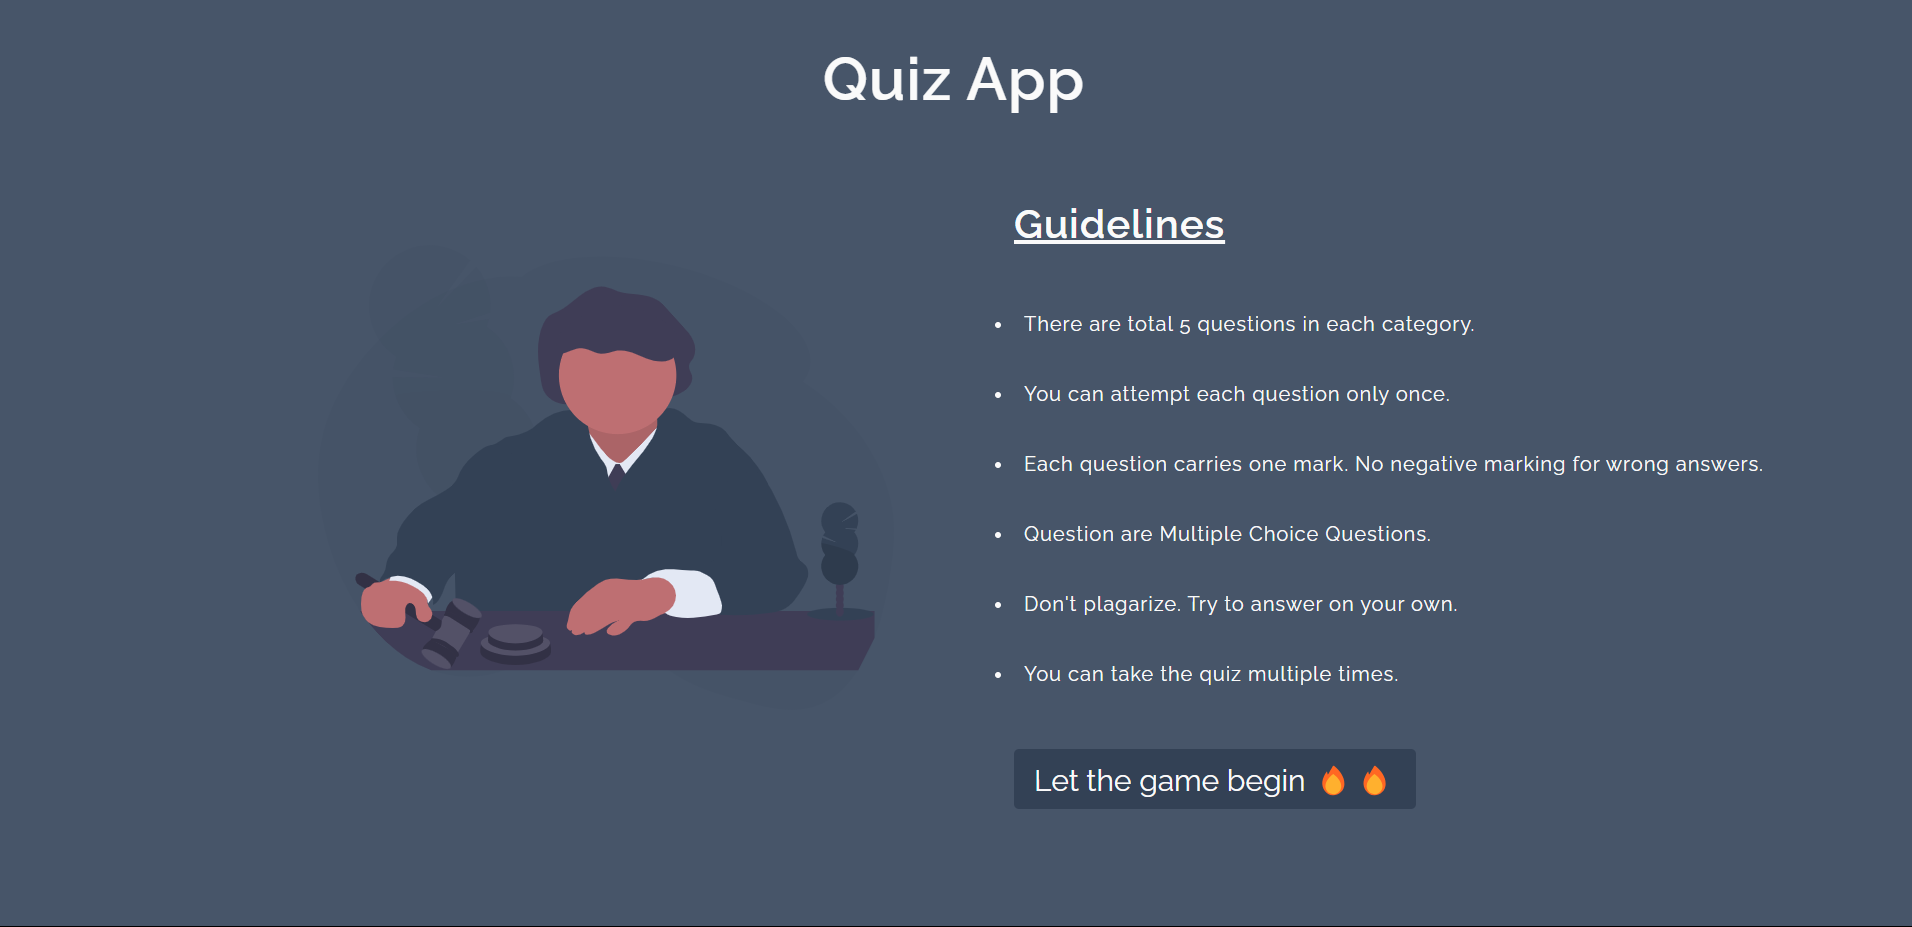 Quiz App
Guidelines
• There are total 5 questions in each category.
• You can attempt each question only once.
• Each question carries one mark. No negative marking for wrong answers.
• Question are Multiple Choice Questions.
• Don't plagarize. Try to answer on your own.
• You can take the quiz multiple times.
Let the game begin 🔥 🔥